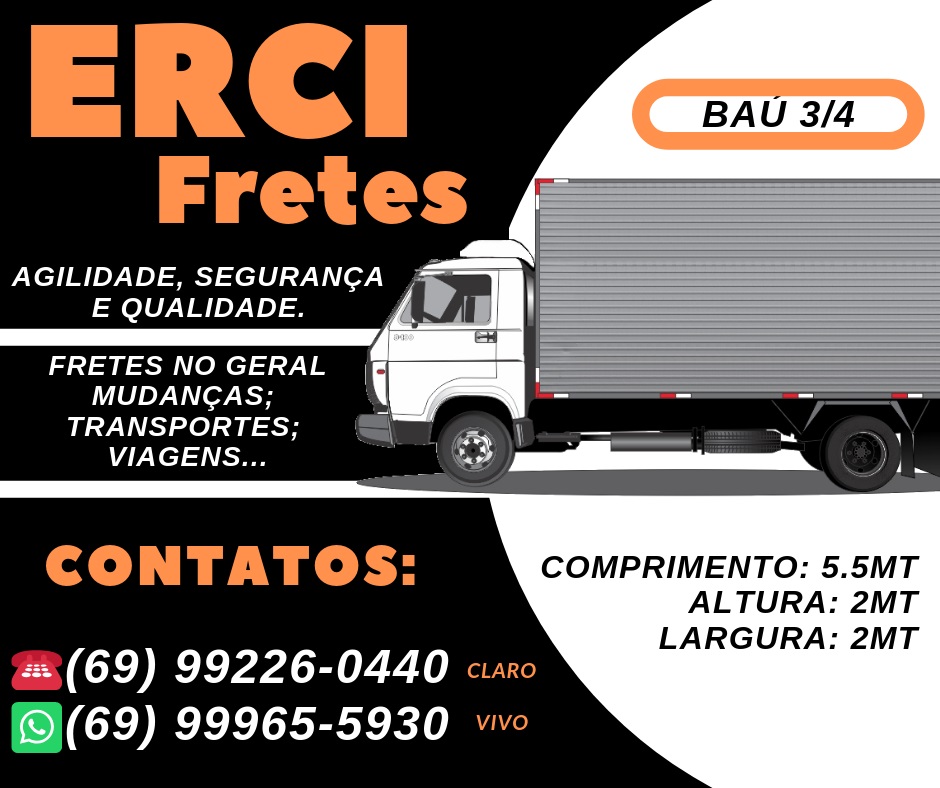 ERCI
Fretes
BAÚ 3/4
AGILIDADE, SEGURANÇA
E QUALIDADE.
FRETES NO GERAL
MUDANÇAS;
TRANSPORTES;
VIAGENS...
CONTATOS:
(69) 99226-0440 CLARO
(69) 99965-5930 VIVO
COMPRIMENTO: 5.5MT
ALTURA: 2MT
LARGURA: 2MT